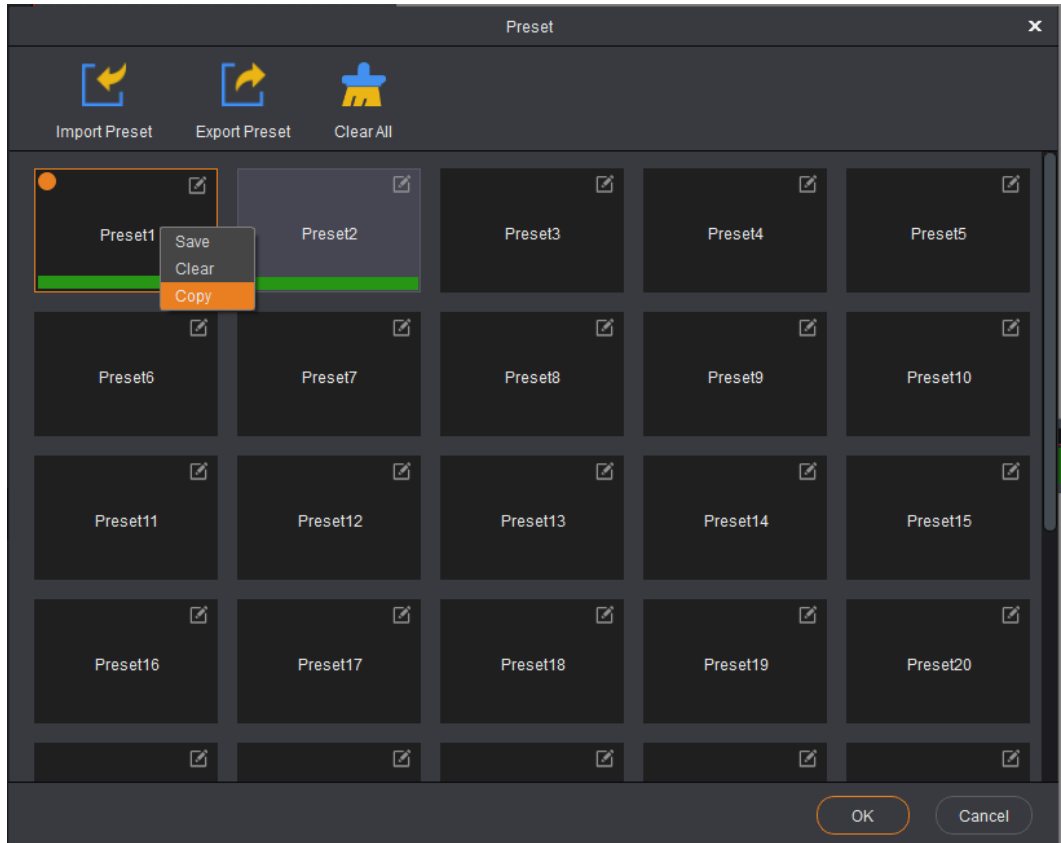 Preset
Import Preset Export Preset Clear All
Preset1 Preset2 Preset3 Preset4 Preset5
Save
Clear
Copy
Preset6 Preset7 Preset8 Preset9 Preset10
Preset11 Preset12 Preset13 Preset14 Preset15
Preset16 Preset17 Preset18 Preset19 Preset20
OK Cancel